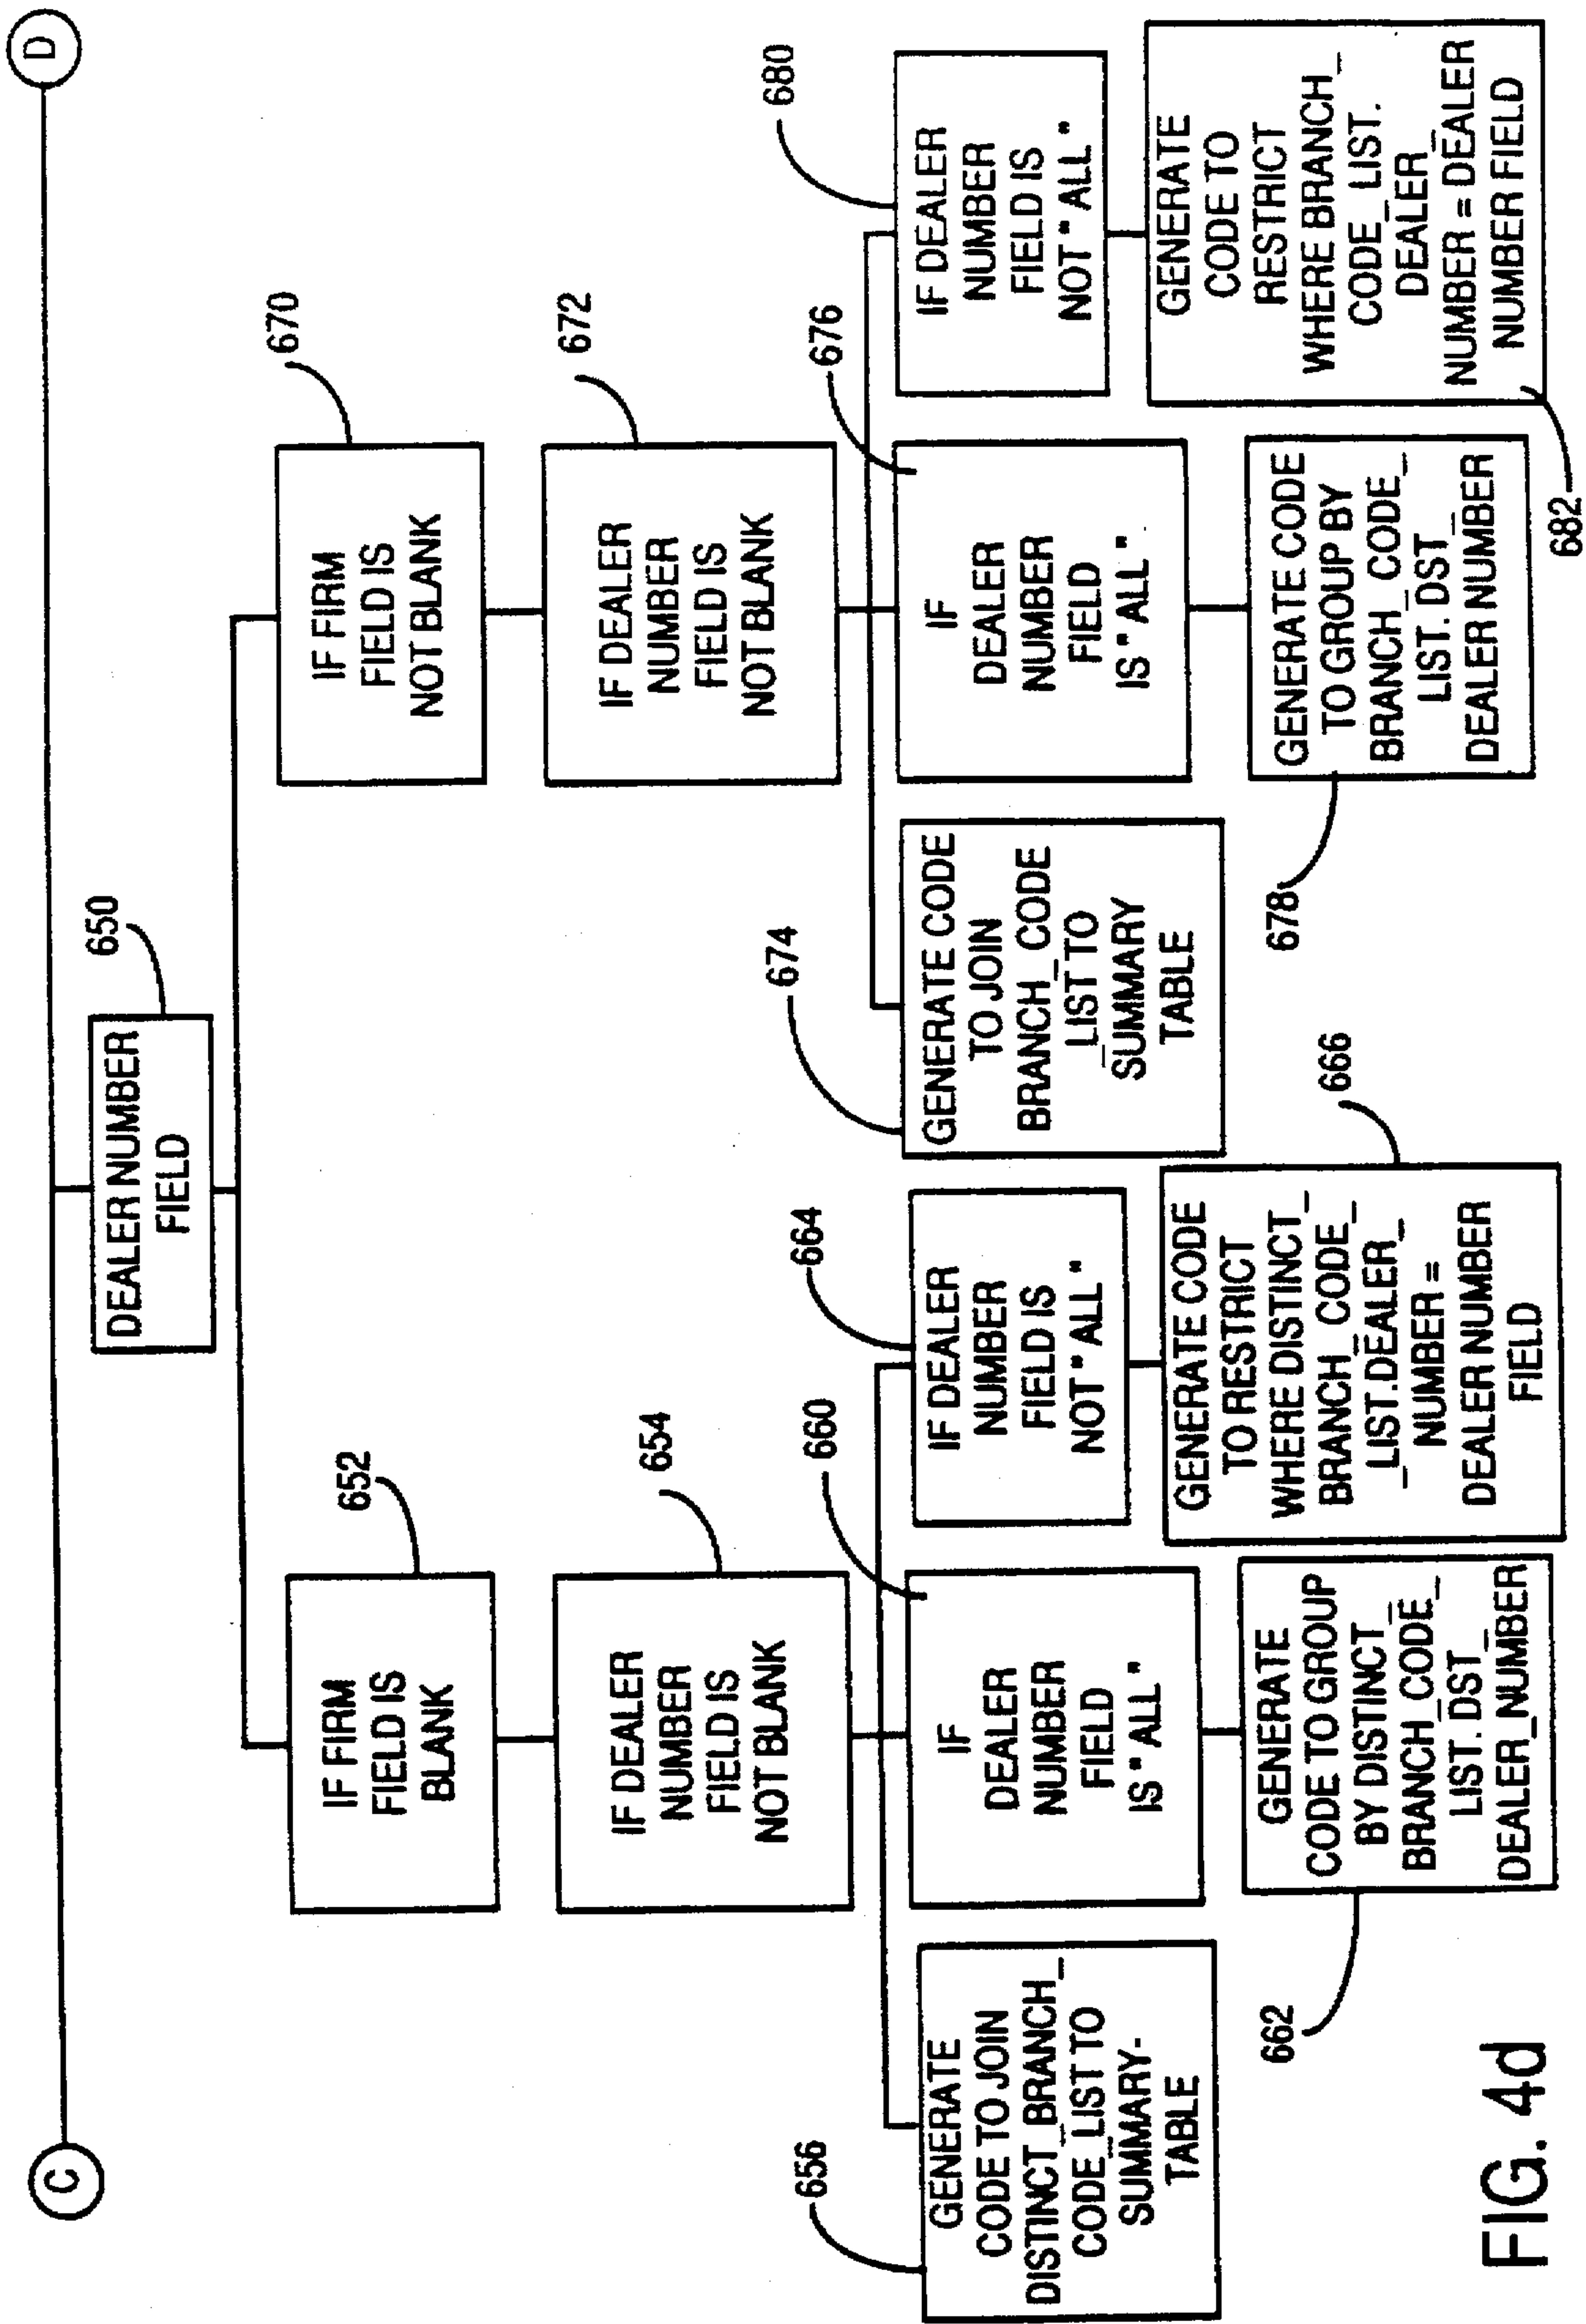 C
D
650
DEALER NUMBER
FIELD
652
IF FIRM
FIELD IS
BLANK
670
IF FIRM
FIELD IS
NOT BLANK
654
IF DEALER
NUMBER
FIELD IS
NOT BLANK
672
IF DEALER
NUMBER
FIELD IS
NOT BLANK
656
GENERATE
CODE TO JOIN
DISTINCT_BRANCH_
CODE_LIST TO
SUMMARY-
TABLE
660
IF
DEALER
NUMBER
FIELD
IS "ALL"
664
IF DEALER
NUMBER
FIELD IS
NOT "ALL"
674
GENERATE CODE
TO JOIN
BRANCH_CODE
_LIST TO
SUMMARY
TABLE
676
IF
DEALER
NUMBER
FIELD
IS "ALL".
680
IF DEALER
NUMBER
FIELD IS
NOT "ALL"
662
GENERATE
CODE TO GROUP
BY DISTINCT_
BRANCH_CODE_
LIST. DST_
DEALER_NUMBER
666
GENERATE CODE
TO RESTRICT
WHERE DISTINCT_
BRANCH_CODE_
_LIST.DEALER_
NUMBER =
DEALER NUMBER
FIELD
678
GENERATE CODE
TO GROUP BY
BRANCH_CODE_
LIST. DST_
DEALER NUMBER
682
GENERATE
CODE TO
RESTRICT
WHERE BRANCH_
CODE_LIST.
DEALER_
NUMBER = DEALER
NUMBER FIELD
FIG. 4d